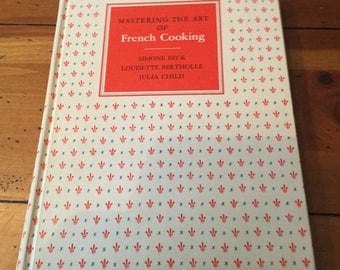 MASTERING THE ART
OF
French Cooking
SIMONE BECK
LOUISETTE BERTHOLLE
JULIA CHILD